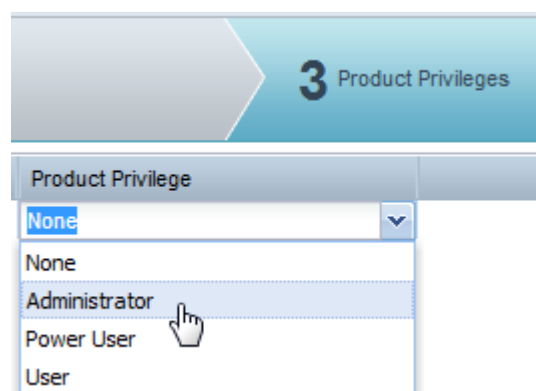 3 Product Privileges
Product Privilege
None
None
Administrator
Power User
User